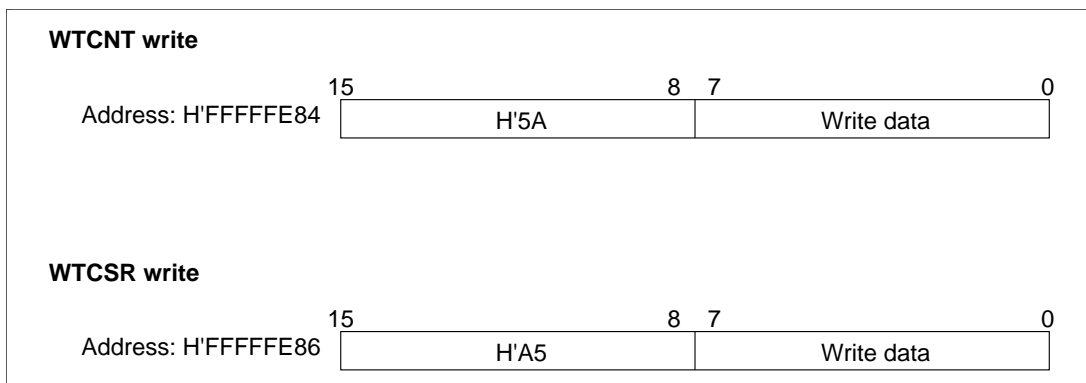 WTCNT write
15 8 7 0
Address: H'FFFFFE84 H'5A Write data
WTCSR write
15 8 7 0
Address: H'FFFFFE86 H'A5 Write data